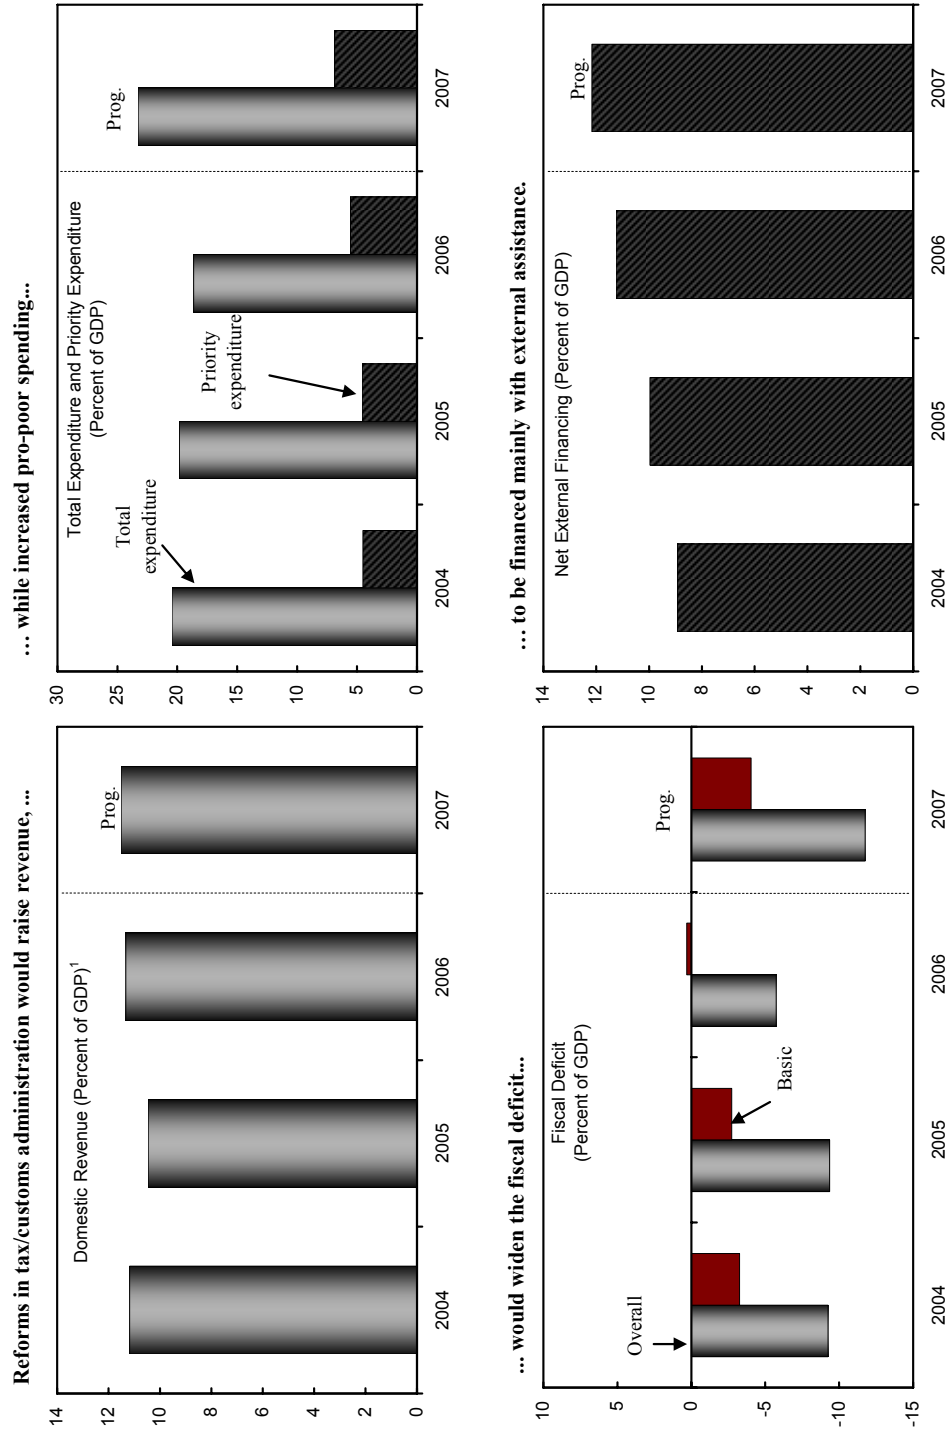 Reforms in tax/customs administration would raise revenue, ...
Domestic Revenue (Percent of GDP)¹
Prog.
14
12
10
8
6
4
2
0
2004
2005
2006
2007
… while increased pro-poor spending...
Total Expenditure and Priority Expenditure
(Percent of GDP)
Prog.
Total
expenditure
Priority
expenditure
30
25
20
15
10
5
0
2004
2005
2006
2007
... would widen the fiscal deficit...
Fiscal Deficit
(Percent of GDP)
Overall
Basic
Prog.
10
5
0
-5
-10
-15
2004
2005
2006
2007
… to be financed mainly with external assistance.
Net External Financing (Percent of GDP)
Prog.
14
12
10
8
6
4
2
0
2004
2005
2006
2007